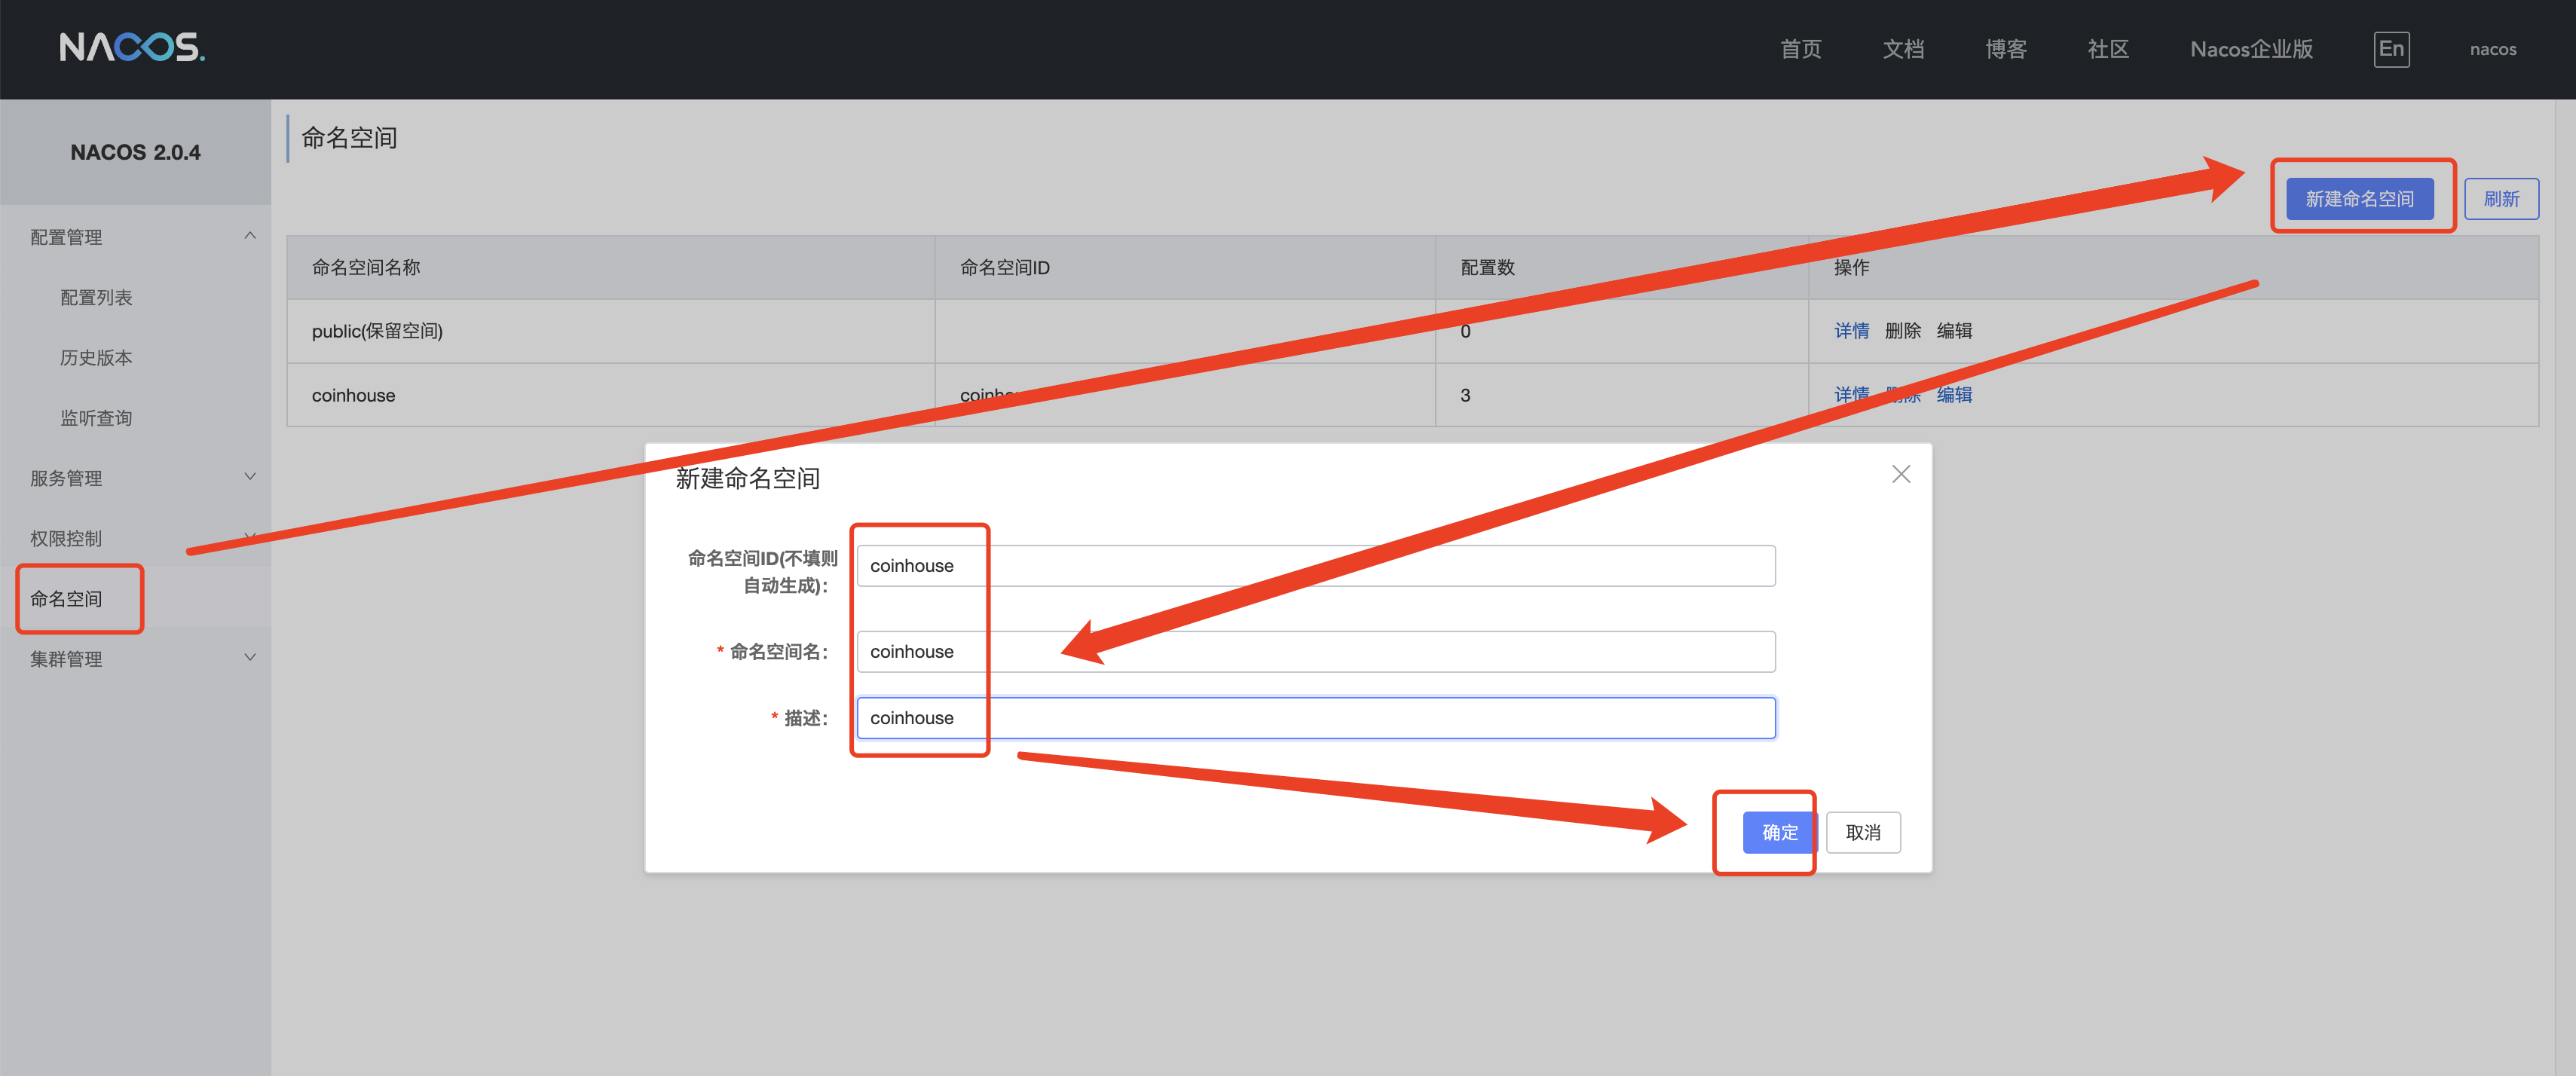 NACOS.
首页 文档 博客 社区 Nacos企业版 En nacos
NACOS 2.0.4
配置管理
配置列表
历史版本
监听查询
服务管理
权限控制
命名空间
集群管理
命名空间
新建命名空间 刷新
命名空间名称 命名空间ID 配置数 操作
public(保留空间) 0 详情 删除 编辑
coinhouse 3 详情 删除 编辑
新建命名空间
命名空间ID(不填则
自动生成): coinhouse
* 命名空间名: coinhouse
* 描述: coinhouse
确定 取消